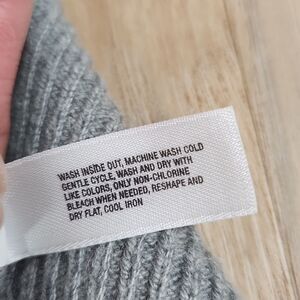 WASH INSIDE OUT, MACHINE WASH COLD
GENTLE CYCLE, WASH AND DRY WITH
LIKE COLORS, ONLY NON-CHLORINE
BLEACH WHEN NEEDED, RESHAPE AND
DRY FLAT, COOL IRON